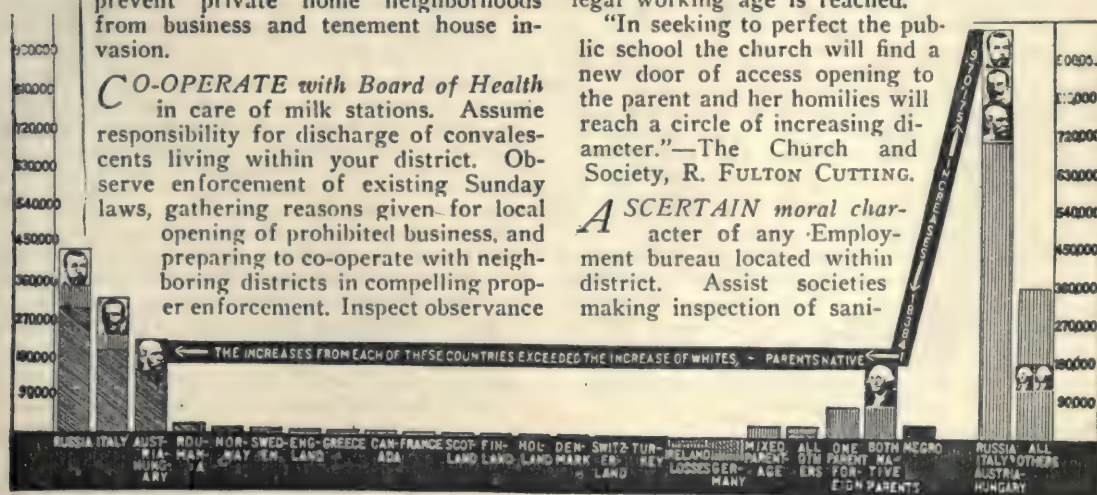 prevent private home neighborhoods
from business and tenement house in-
vasion.
CO-OPERATE with Board of Health
in care of milk stations. Assume
responsibility for discharge of convales-
cents living within your district. Ob-
serve enforcement of existing Sunday
laws, gathering reasons given for local
opening of prohibited business, and
preparing to co-operate with neigh-
boring districts in compelling prop-
er enforcement. Inspect observance
legal working age is reached.
"In seeking to perfect the pub-
lic school the church will find a
new door of access opening to
the parent and her homilies will
reach a circle of increasing di-
ameter."—The Church and
Society, R. FULTON CUTTING.
ASCERTAIN moral char-
acter of any Employ-
ment bureau located within
district. Assist societies
making inspection of sani-
720000
630000
540000
450000
360000
270000
90000
THE INCREASES FROM EACH OF THESE COUNTRIES EXCEEDED THE INCREASE OF WHITES, - PARENTS NATIVE
INCREASES
720000
630000
540000
450000
360000
270000
90000
RUSSIA ITALY AUST- ROU- NOR- SWED- ENG- GREECE CAN- FRANCE SCOT- FIN- HOL- DEN- SWITZ- TUR-
RIA- MAN- WAY EN- LAND ADA- LAND LAND LAND MARK ER- KEY
HUNG- IA LAND
ARY
IRELAND
LOSSES GER-
MANY
MIXED
PARENT-
AGE
ALL
OTH-
ERS
ONE
PARENT
FOR-
EIGN
BOTH
TIVE
PARENTS
NEGRO
RUSSIA
ITALY
AUSTRIA-
HUNGARY
ALL
OTHERS